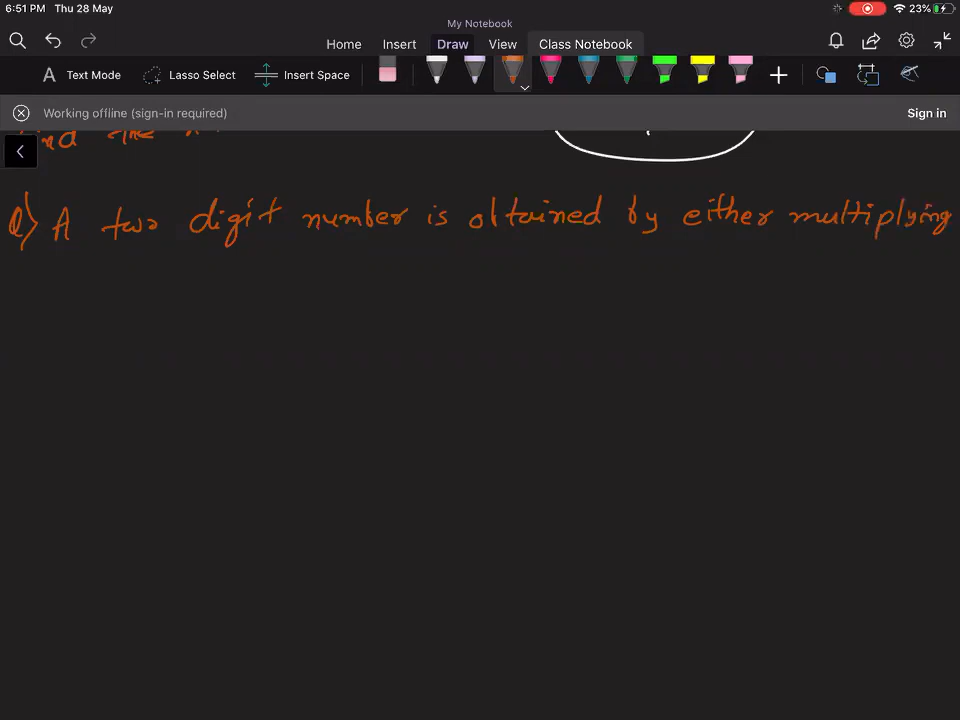 6:51 PM Thu 28 May
23%
My Notebook
Home Insert Draw View Class Notebook
A Text Mode Lasso Select Insert Space
Working offline (sign-in required) Sign in
the
Q) A two digit number is obtained by either multiplying